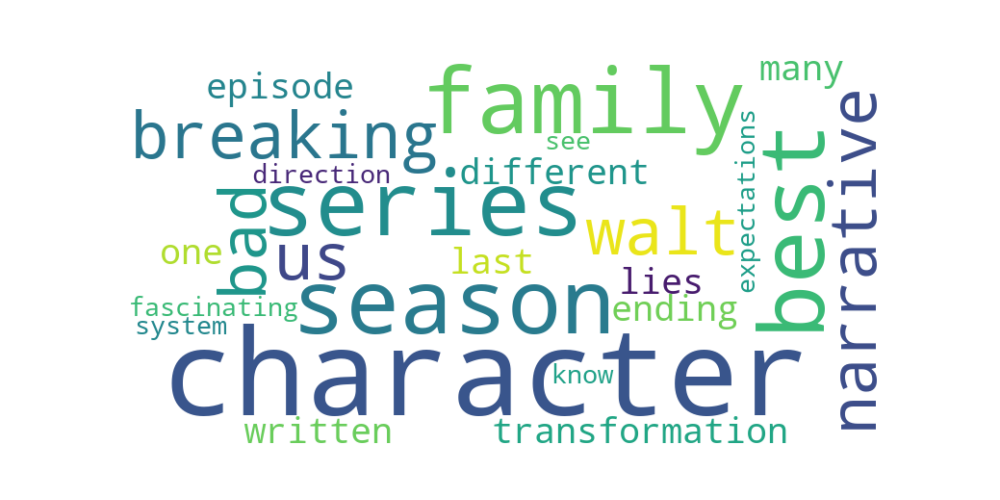 many
episode
family
breaking
see
expectations
best
narrative
different
direction
series
bad
walt
us
one
last
lies
season
ending
fascinating
system
character
know
written
transformation